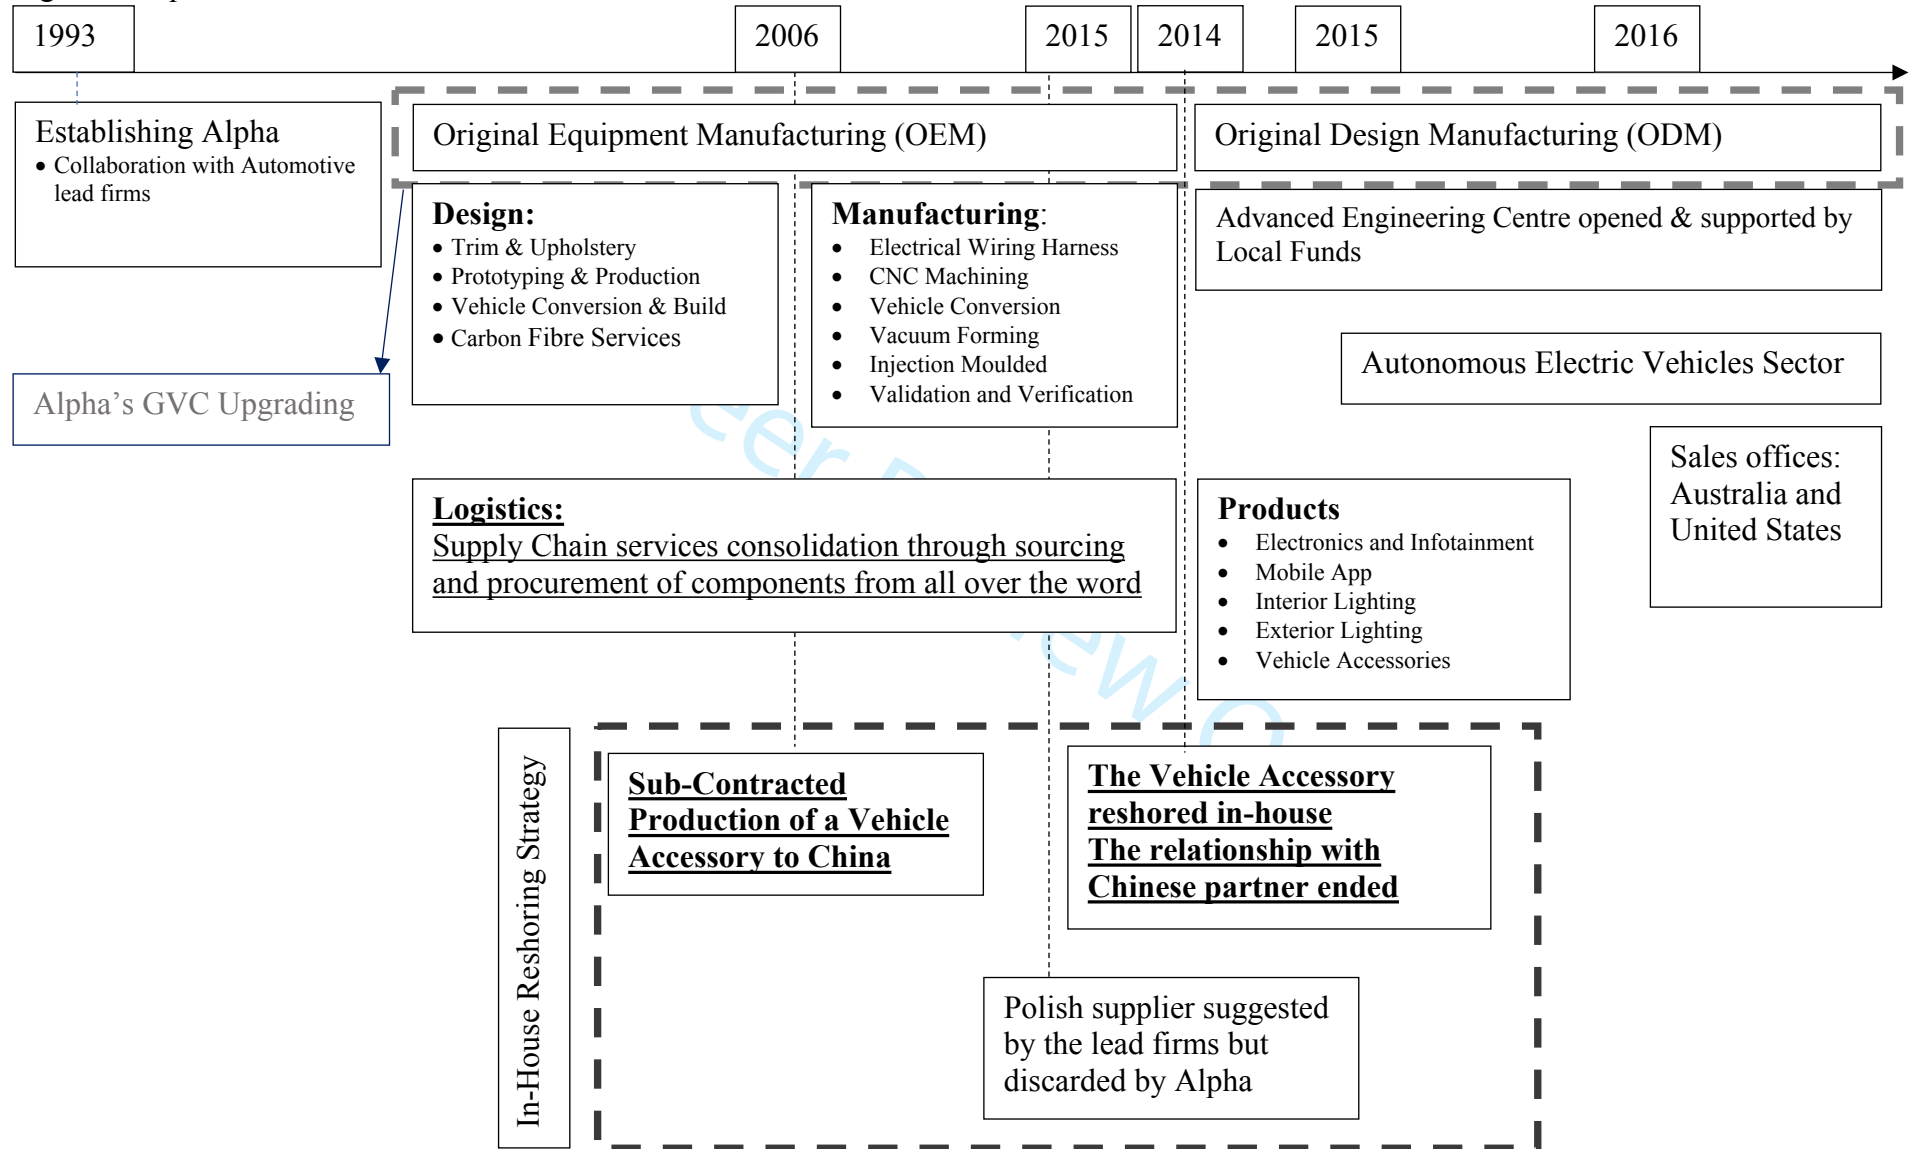 1993
2006
2015
2014
2015
2016
Establishing Alpha
• Collaboration with Automotive
lead firms
Original Equipment Manufacturing (OEM)
Original Design Manufacturing (ODM)
Design:
• Trim & Upholstery
• Prototyping & Production
• Vehicle Conversion & Build
• Carbon Fibre Services
Manufacturing:
• Electrical Wiring Harness
• CNC Machining
• Vehicle Conversion
• Vacuum Forming
• Injection Moulded
• Validation and Verification
Advanced Engineering Centre opened & supported by
Local Funds
Autonomous Electric Vehicles Sector
Alpha's GVC Upgrading
Sales offices:
Australia and
United States
Logistics:
Supply Chain services consolidation through sourcing
and procurement of components from all over the word
Products
• Electronics and Infotainment
• Mobile App
• Interior Lighting
• Exterior Lighting
• Vehicle Accessories
In-House Reshoring Strategy
Sub-Contracted
Production of a Vehicle
Accessory to China
The Vehicle Accessory
reshored in-house
The relationship with
Chinese partner ended
Polish supplier suggested
by the lead firms but
discarded by Alpha